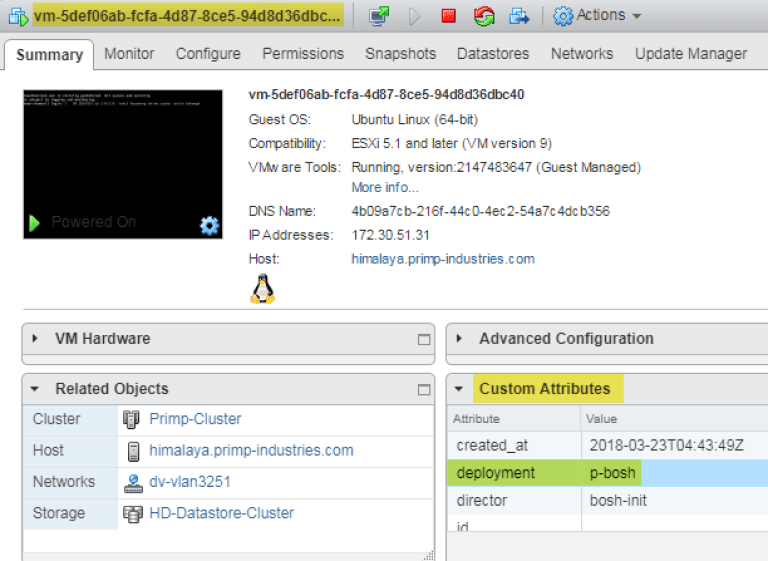 vm-5def06ab-fcfa-4d87-8ce5-94d8d36dbc... Actions
Summary Monitor Configure Permissions Snapshots Datastores Networks Update Manager
vm-5def06ab-fcfa-4d87-8ce5-94d8d36dbc40
Guest OS: Ubuntu Linux (64-bit)
Compatibility: ESXi 5.1 and later (VM version 9)
VMware Tools: Running, version:2147483647 (Guest Managed)
More info...
DNS Name: 4b09a7cb-216f-44c0-4ec2-54a7c4dcb356
IP Addresses: 172.30.51.31
Host: himalaya.primp-industries.com
Powered On
VM Hardware
Related Objects
Cluster Primp-Cluster
Host himalaya.primp-industries.com
Networks dv-vlan3251
Storage HD-Datastore-Cluster
Advanced Configuration
Custom Attributes
Attribute Value
created_at 2018-03-23T04:43:49Z
deployment p-bosh
director bosh-init
id